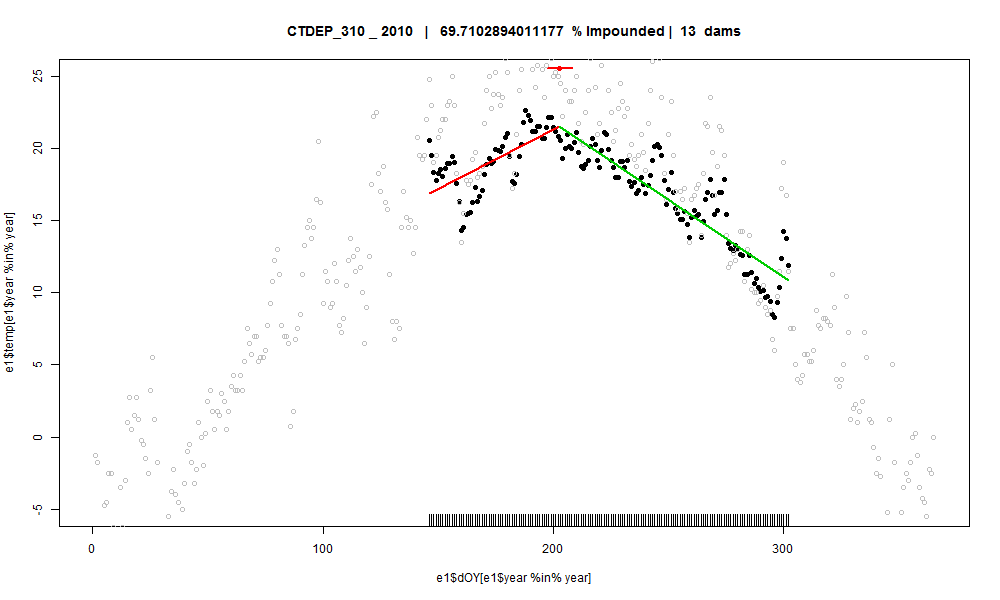 CTDEP_310 _ 2010 | 69.7102894011177 % Impounded | 13 dams
25
20
15
10
5
0
-5
e1$temp[e1$year %in% year]
0 100 200 300
e1$dOY[e1$year %in% year]